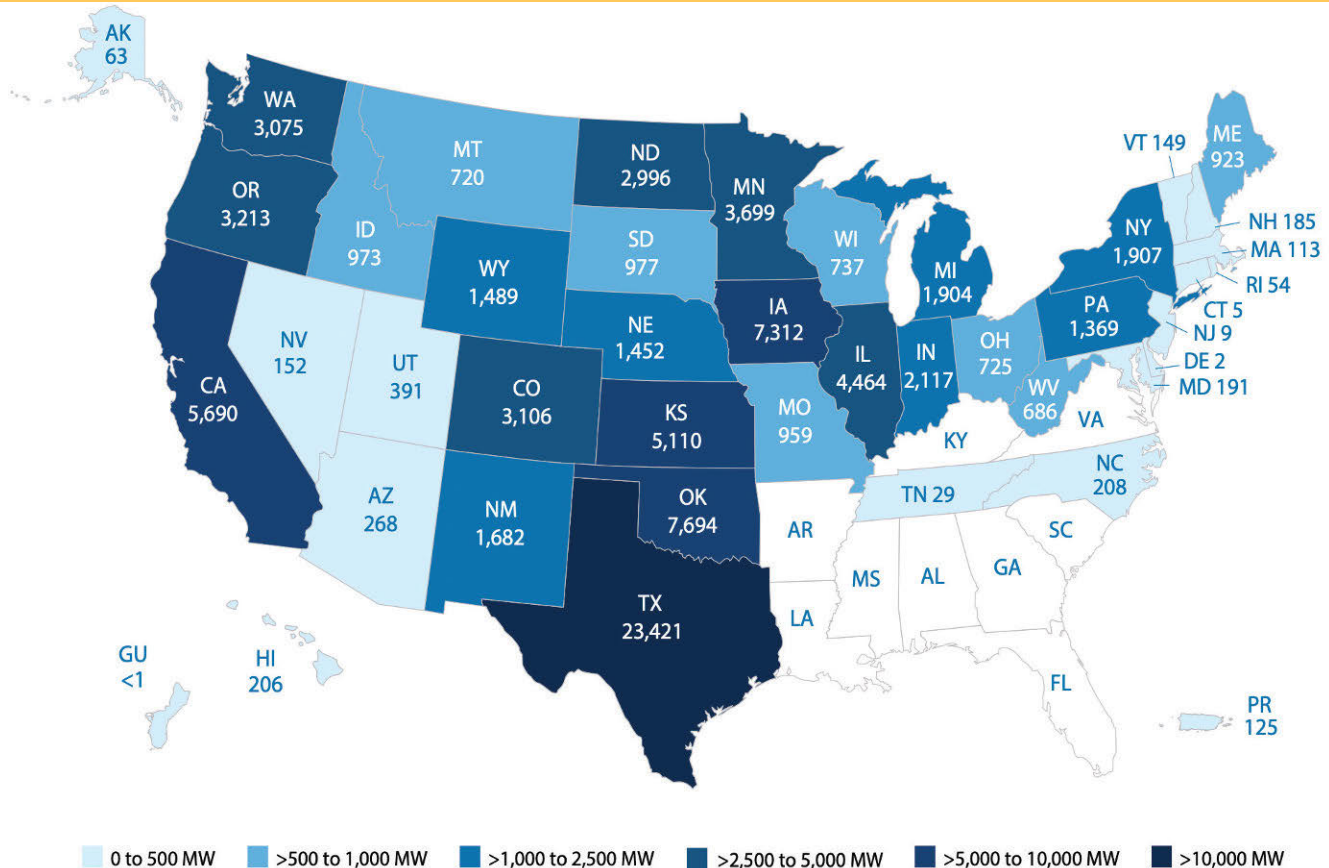 AK
63
WA
3,075
MT
720
ND
2,996
MN
3,699
VT 149
ME
923
OR
3,213
ID
973
SD
977
WI
737
NY
1,907
NH 185
MA 113
WY
1,489
MI
1,904
RI 54
IA
7,312
PA
1,369
CT 5
NJ 9
NE
1,452
NV
152
UT
391
IL
4,464
IN
2,117
OH
725
DE 2
MD 191
CA
5,690
CO
3,106
KS
5,110
MO
959
WV
686
VA
KY
NC
208
AZ
268
NM
1,682
OK
7,694
TN 29
AR
SC
MS
AL
GA
TX
23,421
LA
GU
<1
HI
206
FL
PR
125
0 to 500 MW
>500 to 1,000 MW
>1,000 to 2,500 MW
>2,500 to 5,000 MW
>5,000 to 10,000 MW
>10,000 MW